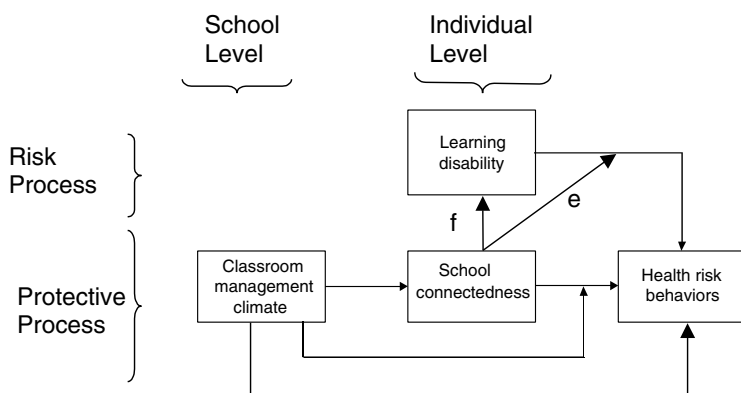 School
Level
Individual
Level
Risk
Process
Learning
disability
f
e
Protective
Process
Classroom
management
climate
School
connectedness
Health risk
behaviors